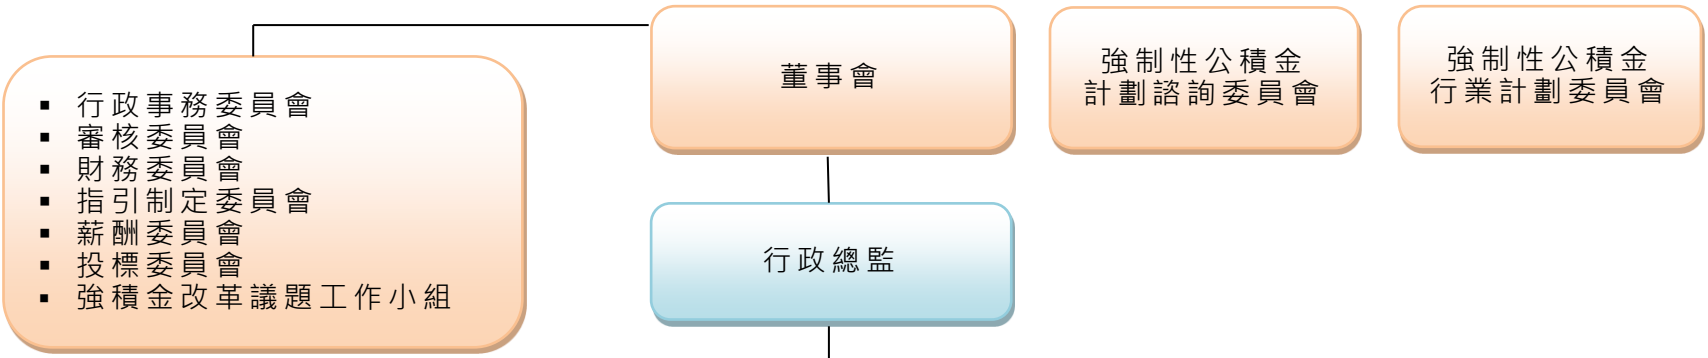 董事會
強制性公積金
計劃諮詢委員會
強制性公積金
行業計劃委員會
▪ 行政事務委員會
▪ 審核委員會
▪ 財務委員會
▪ 指引制定委員會
▪ 薪酬委員會
▪ 投標委員會
▪ 強積金改革議題工作小組
行政總監